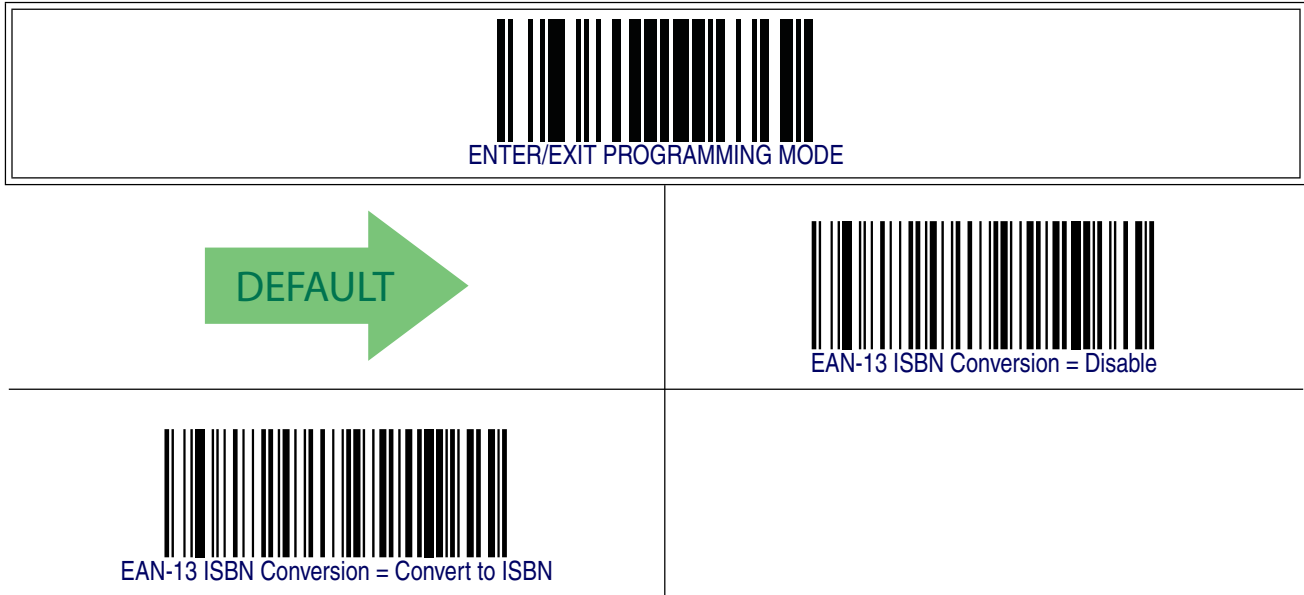 ENTER/EXIT PROGRAMMING MODE
DEFAULT
EAN-13 ISBN Conversion = Disable
EAN-13 ISBN Conversion = Convert to ISBN